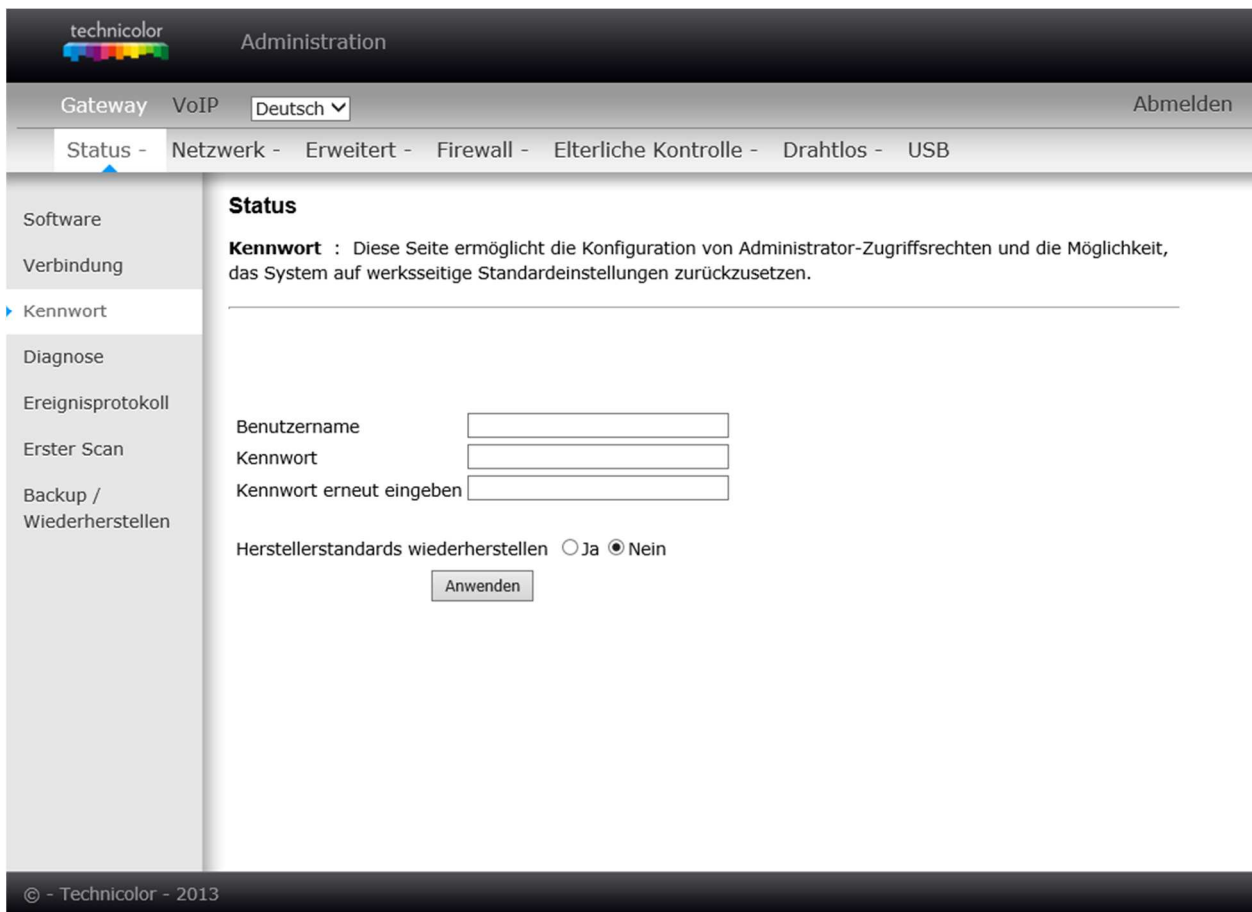 technicolor
Administration
Gateway VoIP Deutsch Abmelden
Status - Netzwerk - Erweitert - Firewall - Elterliche Kontrolle - Drahtlos - USB
Software
Verbindung
Kennwort
Diagnose
Ereignisprotokoll
Erster Scan
Backup /
Wiederherstellen
Status
Kennwort : Diese Seite ermöglicht die Konfiguration von Administrator-Zugriffsrechten und die Möglichkeit,
das System auf werksseitige Standardeinstellungen zurückzusetzen.
Benutzername
Kennwort
Kennwort erneut eingeben
Herstellerstandards wiederherstellen Ja Nein
Anwenden
© - Technicolor - 2013